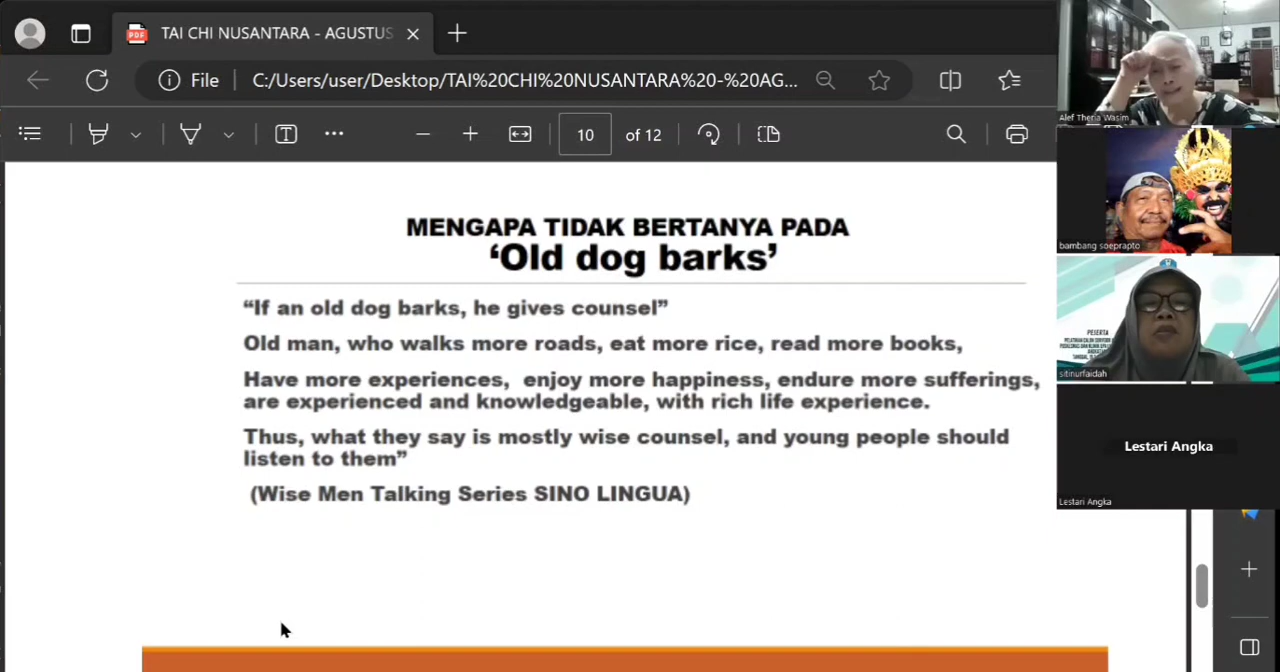 TAI CHI NUSANTARA - AGUSTUS
File
C:/Users/user/Desktop/TAI%20CHI%20NUSANTARA%20-%20AG...
10
of 12
MENGAPA TIDAK BERTANYA PADA
‘Old dog barks’
“If an old dog barks, he gives counsel”
Old man, who walks more roads, eat more rice, read more books,
Have more experiences, enjoy more happiness, endure more sufferings,
are experienced and knowledgeable, with rich life experience.
Thus, what they say is mostly wise counsel, and young people should
listen to them”
(Wise Men Talking Series SINO LINGUA)
Alef Theria Wasim
bambang soeprapto
PESERTA
sitinurfaidah
Lestari Angka
Lestari Angka